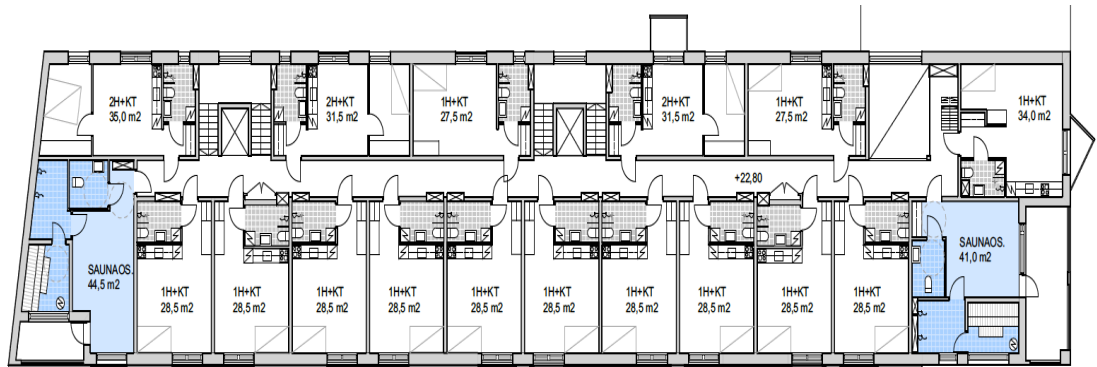 2H+KT
35,0 m2
2H+KT
31,5 m2
1H+KT
27,5 m2
2H+KT
31,5 m2
1H+KT
27,5 m2
1H+KT
34,0 m2
+22,80
SAUNAOS.
44,5 m2
1H+KT
28,5 m2
1H+KT
28,5 m2
1H+KT
28,5 m2
1H+KT
28,5 m2
1H+KT
28,5 m2
1H+KT
28,5 m2
1H+KT
28,5 m2
1H+KT
28,5 m2
1H+KT
28,5 m2
1H+KT
28,5 m2
SAUNAOS.
41,0 m2